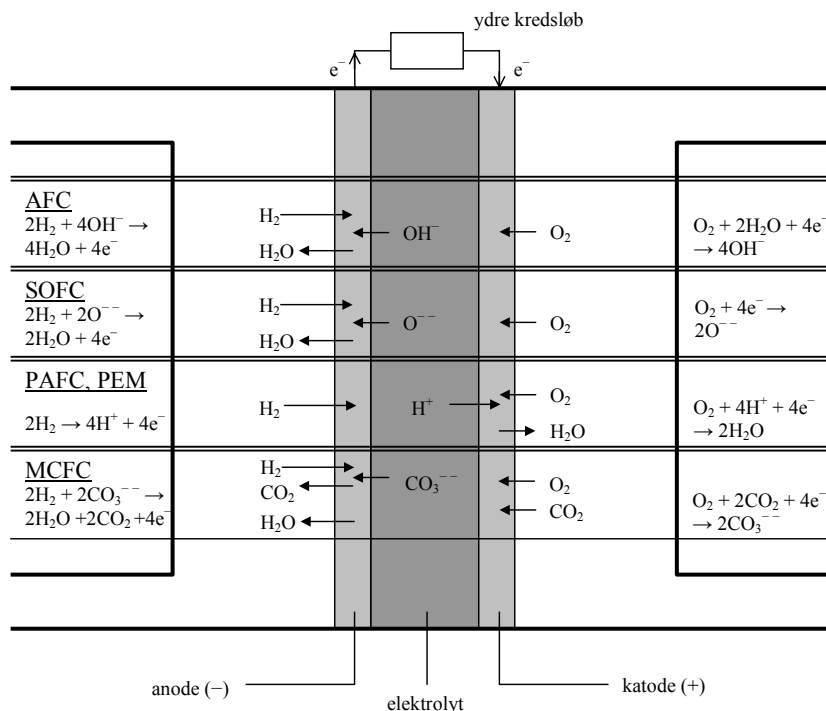 ydre kredsløb
e⁻ e⁻
AFC
2H₂ + 4OH⁻ →
4H₂O + 4e⁻
H₂
OH⁻
H₂O
O₂
O₂ + 2H₂O + 4e⁻
→ 4OH⁻
SOFC
2H₂ + 2O⁻⁻ →
2H₂O + 4e⁻
H₂
O⁻⁻
H₂O
O₂
O₂ + 4e⁻ →
2O⁻⁻
PAFC, PEM
2H₂ → 4H⁺ + 4e⁻
H₂
H⁺
O₂
H₂O
O₂ + 4H⁺ + 4e⁻
→ 2H₂O
MCFC
2H₂ + 2CO₃⁻⁻ →
2H₂O +2CO₂ +4e⁻
H₂
CO₂
H₂O
CO₃⁻⁻
O₂
CO₂
O₂ + 2CO₂ + 4e⁻
→ 2CO₃⁻⁻
anode (−)
elektrolyt
katode (+)